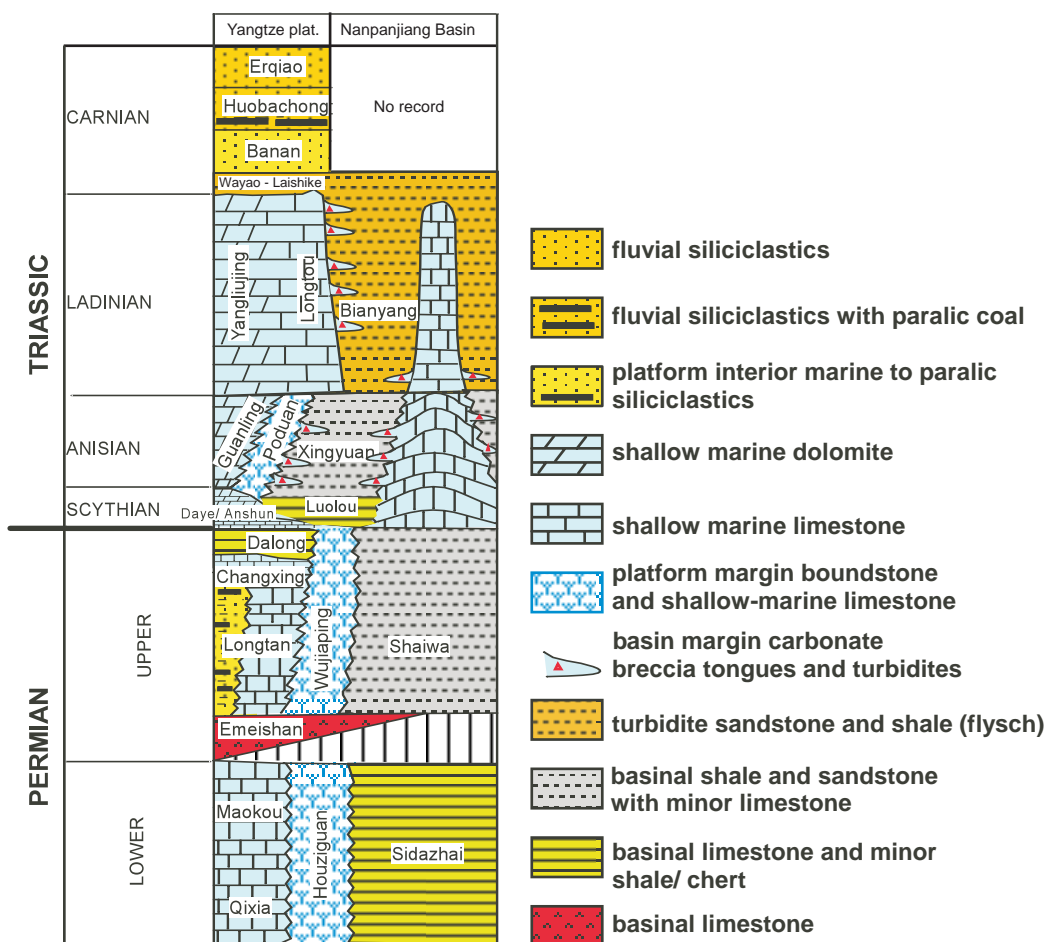 Yangtze plat.
Nanpanjiang Basin
TRIASSIC
CARNIAN
Erqiao
Huobachong
No record
Banan
Wayao - Laishike
LADINIAN
Yangliujing
Longtou
Bianyang
ANISIAN
Guanling
Poduan
Xingyuan
SCYTHIAN
Daye/ Anshun
Luolou
PERMIAN
UPPER
Dalong
Changxing
Longtan
Wujiaping
Shaiwa
Emeishan
LOWER
Maokou
Houziguan
Sidazhai
Qixia
fluvial siliciclastics
fluvial siliciclastics with paralic coal
platform interior marine to paralic
siliciclastics
shallow marine dolomite
shallow marine limestone
platform margin boundstone
and shallow-marine limestone
basin margin carbonate
breccia tongues and turbidites
turbidite sandstone and shale (flysch)
basinal shale and sandstone
with minor limestone
basinal limestone and minor
shale/ chert
basinal limestone